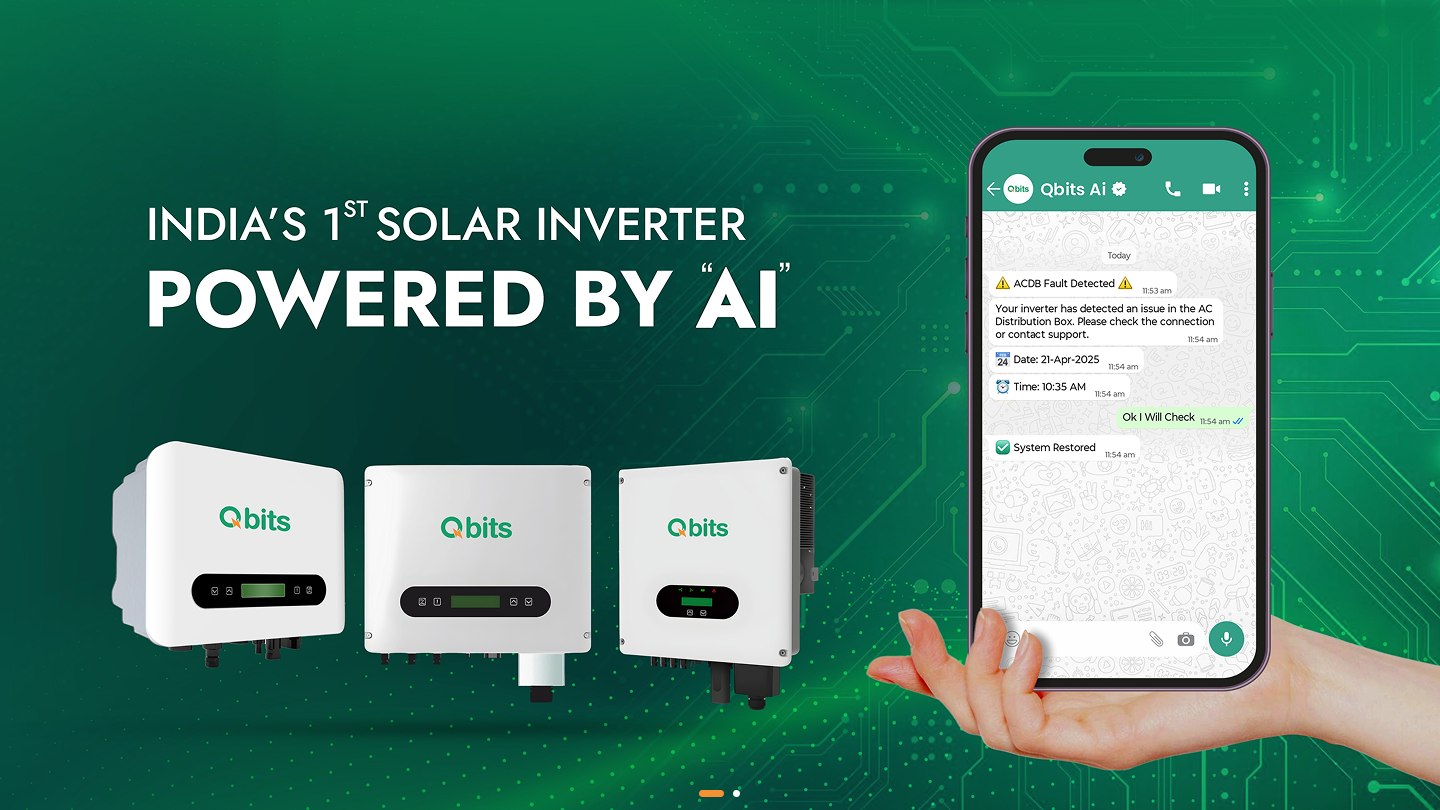 INDIA'S 1ST SOLAR INVERTER
POWERED BY “AI”
Qbits
Qbits
Qbits
Qbits
Qbits Ai
Today
⚠️ ACDB Fault Detected ⚠️ 11:53 am
Your inverter has detected an issue in the AC
Distribution Box. Please check the connection
or contact support.
11:54 am
Date: 21-Apr-2025 11:54 am
Time: 10:35 AM 11:54 am
Ok I Will Check 11:54 am
✅ System Restored 11:54 am